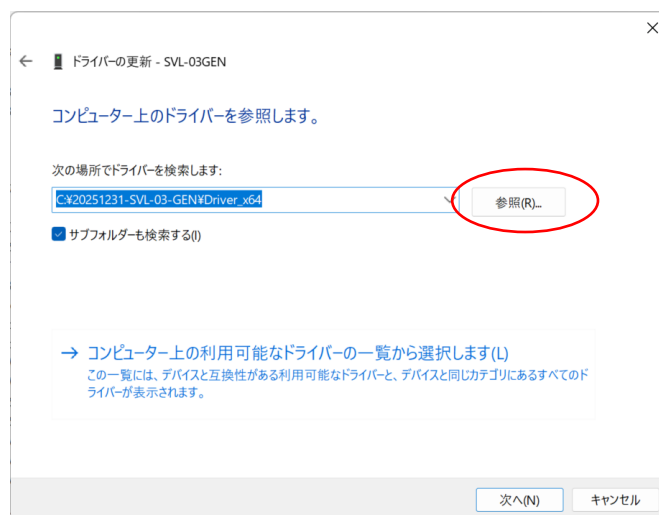 ドライバーの更新 - SVL-03GEN
コンピューター上のドライバーを参照します。
次の場所でドライバーを検索します:
C:¥20251231-SVL-03-GEN¥Driver_x64
参照(R)...
サブフォルダーも検索する(I)
コンピューター上の利用可能なドライバーの一覧から選択します(L)
この一覧には、デバイスと互換性がある利用可能なドライバーと、デバイスと同じカテゴリにあるすべてのド
ライバーが表示されます。
次へ(N)
キャンセル